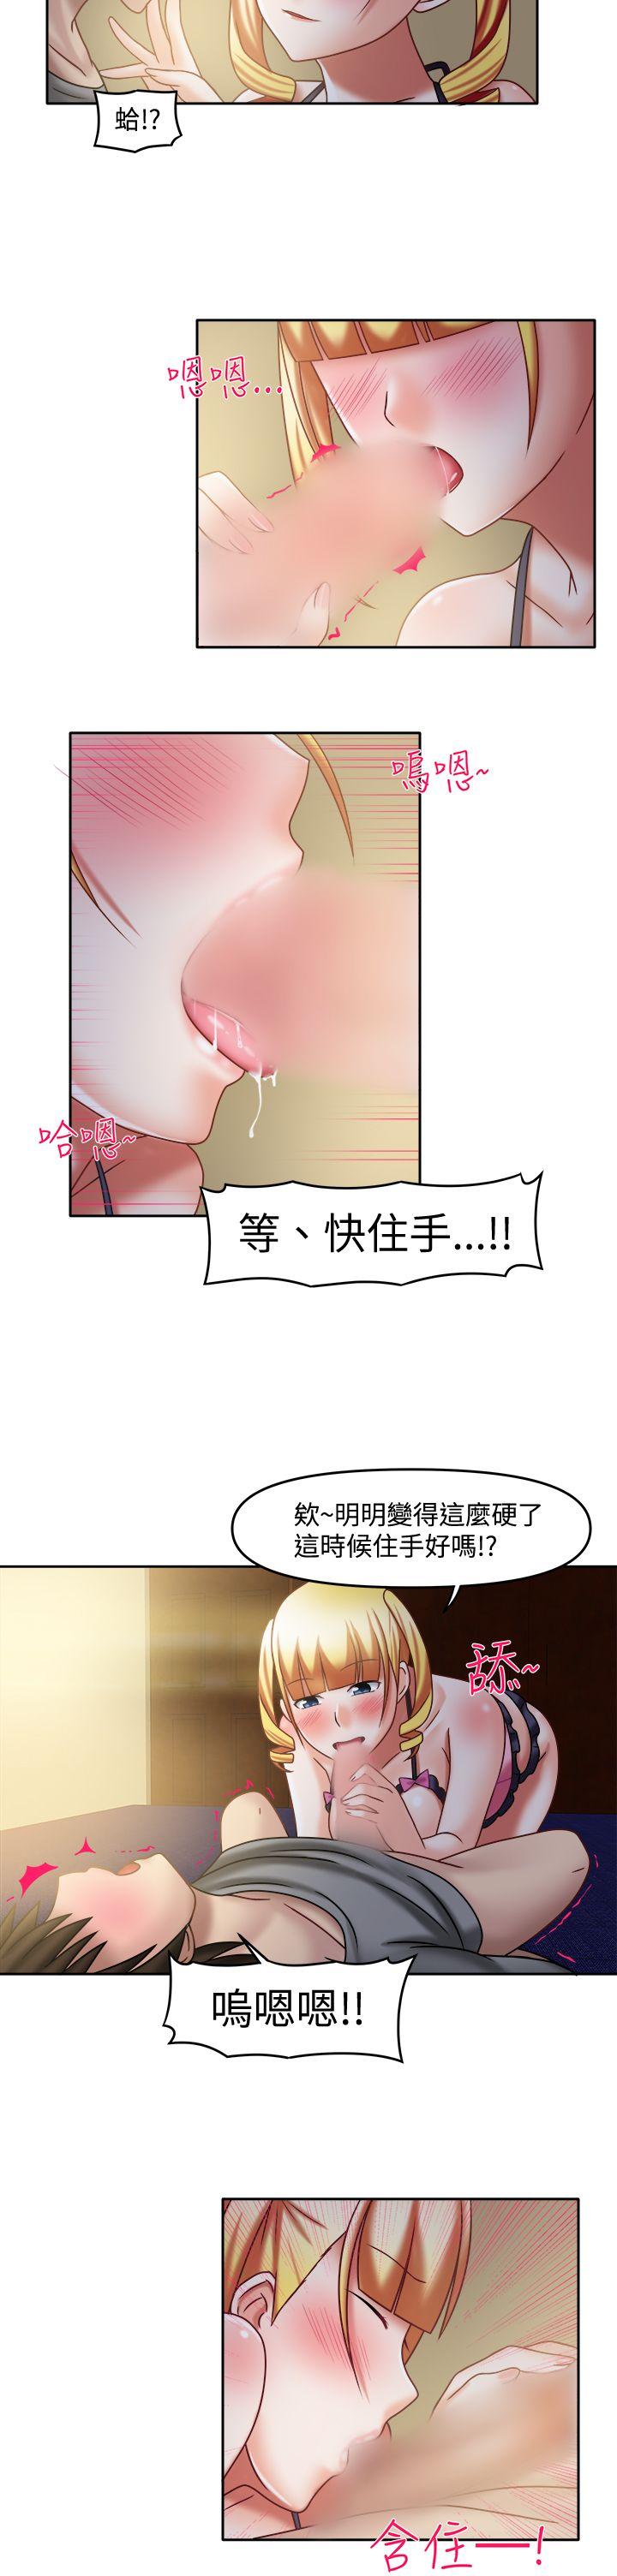 蛤!?
嗯嗯...
嗚嗯~
哈嗯~
等、快住手...!!
欸~明明變得這麼硬了
這時候住手好嗎!?
舔~
嗚嗯嗯!!
含住━!